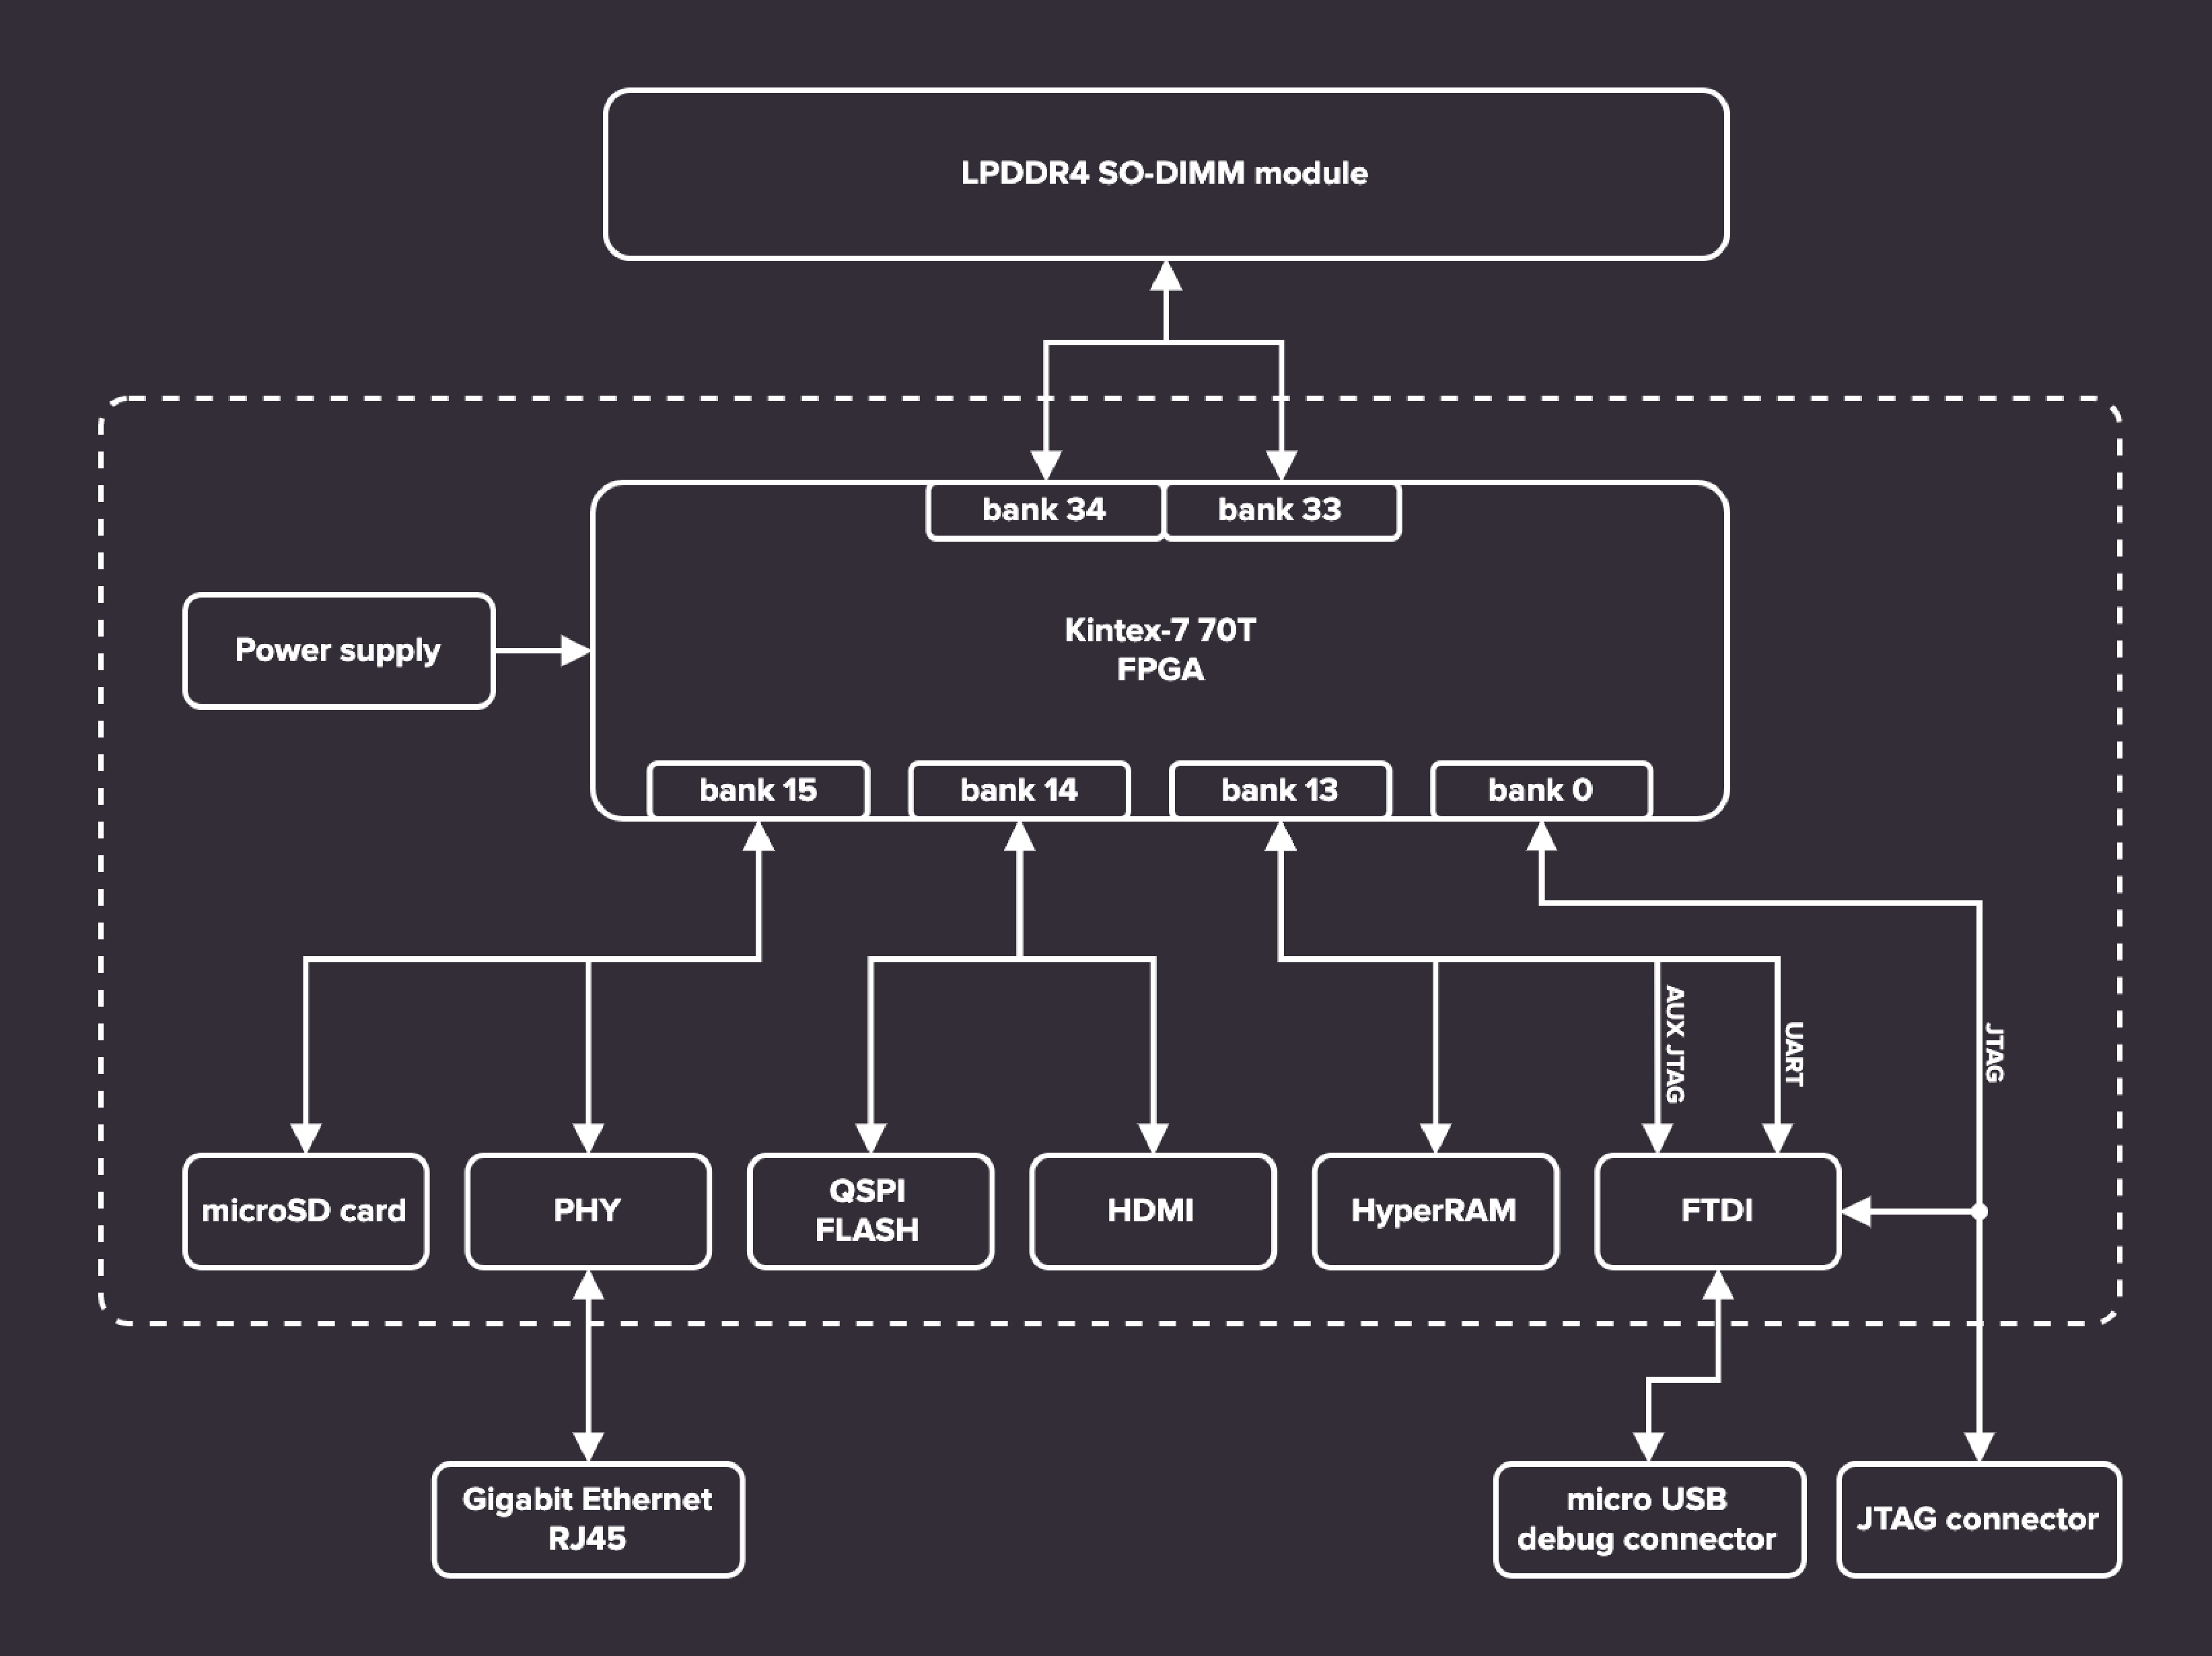 LPDDR4 SO-DIMM module
bank 34
bank 33
Power supply
Kintex-7 70T
FPGA
bank 15
bank 14
bank 13
bank 0
AUX JTAG
UART
JTAG
microSD card
PHY
QSPI
FLASH
HDMI
HyperRAM
FTDI
Gigabit Ethernet
RJ45
micro USB
debug connector
JTAG connector